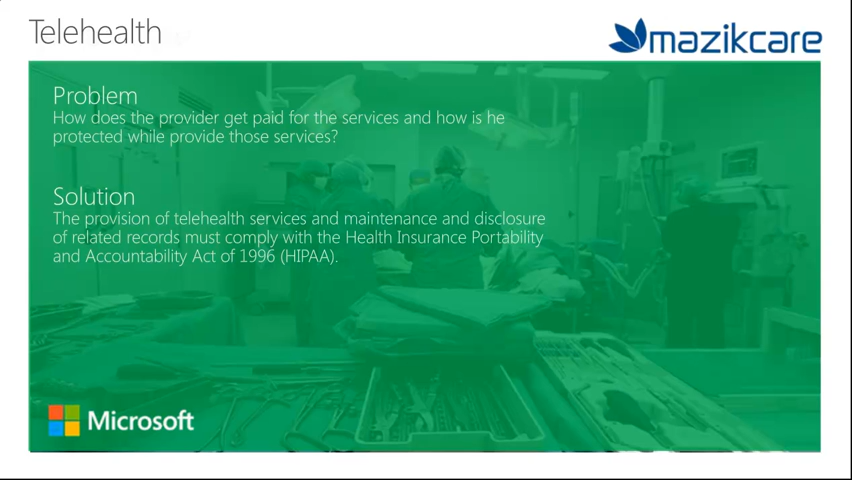 Telehealth
mazikcare
Problem
How does the provider get paid for the services and how is he
protected while provide those services?
Solution
The provision of telehealth services and maintenance and disclosure
of related records must comply with the Health Insurance Portability
and Accountability Act of 1996 (HIPAA).
Microsoft